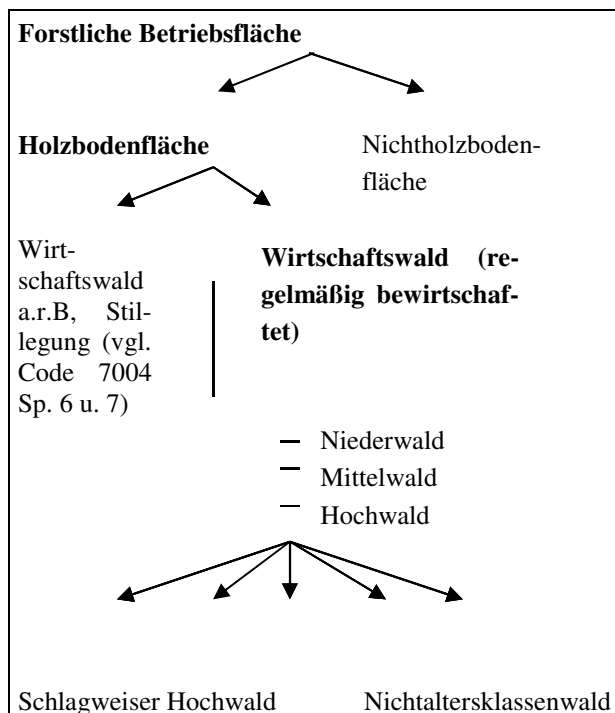 Forstliche Betriebsfläche
Holzbodenfläche
Nichtholzboden-
fläche
Wirt-
schaftswald
a.r.B, Stil-
legung (vgl.
Code 7004
Sp. 6 u. 7)
Wirtschaftswald (re-
gelmäßig bewirtschaf-
tet)
Niederwald
Mittelwald
Hochwald
Schlagweiser Hochwald
Nichtaltersklassenwald